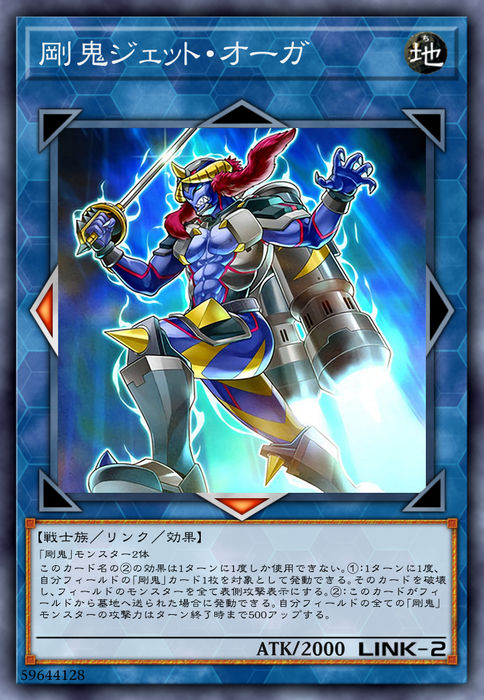 剛鬼ジェット・オーガ
ち
地
【戦士族／リンク／効果】
「剛鬼」モンスター2体
このカード名の②の効果は1ターンに1度しか使用できない。①：1ターンに1度、
自分フィールドの「剛鬼」カード1枚を対象として発動できる。そのカードを破壊
し、フィールドのモンスターを全て表側攻撃表示にする。②：このカードがフィ
ールドから墓地へ送られた場合に発動できる。自分フィールドの全ての「剛鬼」
モンスターの攻撃力はターン終了時まで500アップする。
ATK/2000 LINK-2
59644128